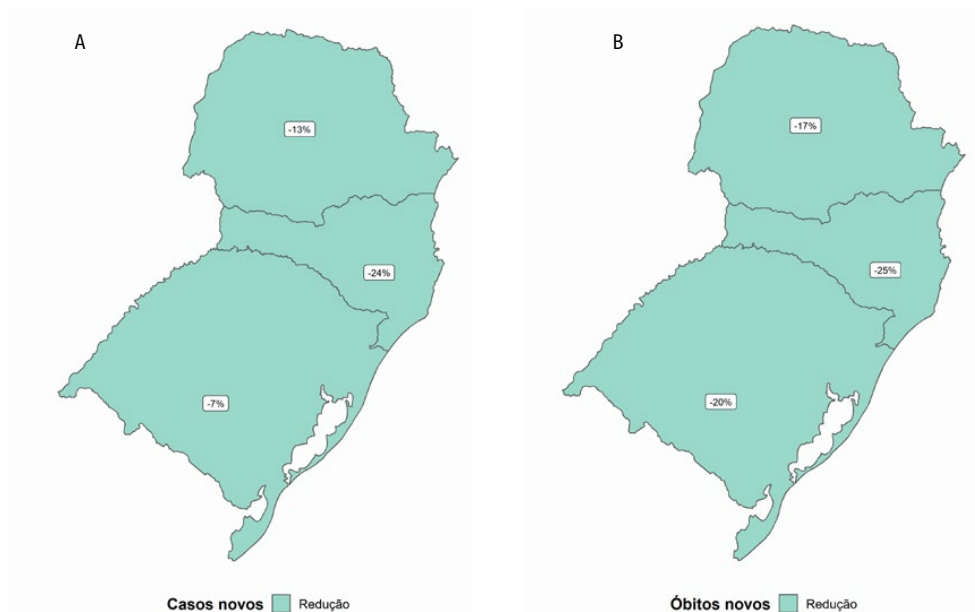 A
-13%
-24%
-7%
Casos novos Redução
B
-17%
-25%
-20%
Óbitos novos Redução